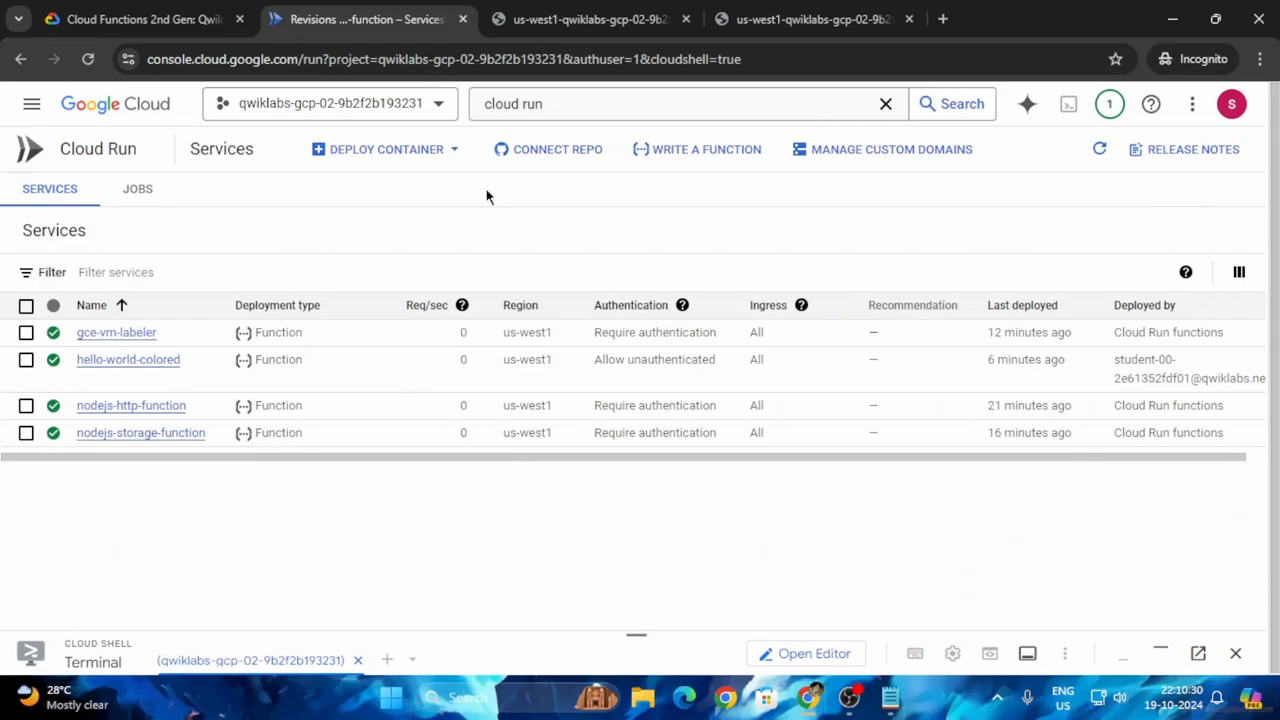 Cloud Functions 2nd Gen: Qwik
Revisions ...-function – Services
us-west1-qwiklabs-gcp-02-9b2
us-west1-qwiklabs-gcp-02-9b2
console.cloud.google.com/run?project=qwiklabs-gcp-02-9b2f2b193231&authuser=1&cloudshell=true
Incognito
Google Cloud
qwiklabs-gcp-02-9b2f2b193231
cloud run
Search
1
S
Cloud Run
Services
DEPLOY CONTAINER
CONNECT REPO
WRITE A FUNCTION
MANAGE CUSTOM DOMAINS
RELEASE NOTES
SERVICES
JOBS
Services
Filter Filter services
Name Deployment type Req/sec Region Authentication Ingress Recommendation Last deployed Deployed by
gce-vm-labeler Function 0 us-west1 Require authentication All — 12 minutes ago Cloud Run functions
hello-world-colored Function 0 us-west1 Allow unauthenticated All — 6 minutes ago student-00-
2e61352fdf01@qwiklabs.ne
nodejs-http-function Function 0 us-west1 Require authentication All — 21 minutes ago Cloud Run functions
nodejs-storage-function Function 0 us-west1 Require authentication All — 16 minutes ago Cloud Run functions
CLOUD SHELL
Terminal
(qwiklabs-gcp-02-9b2f2b193231)
Open Editor
28°C
Mostly clear
Search
ENG
US
22:10:30
19-10-2024
PRE